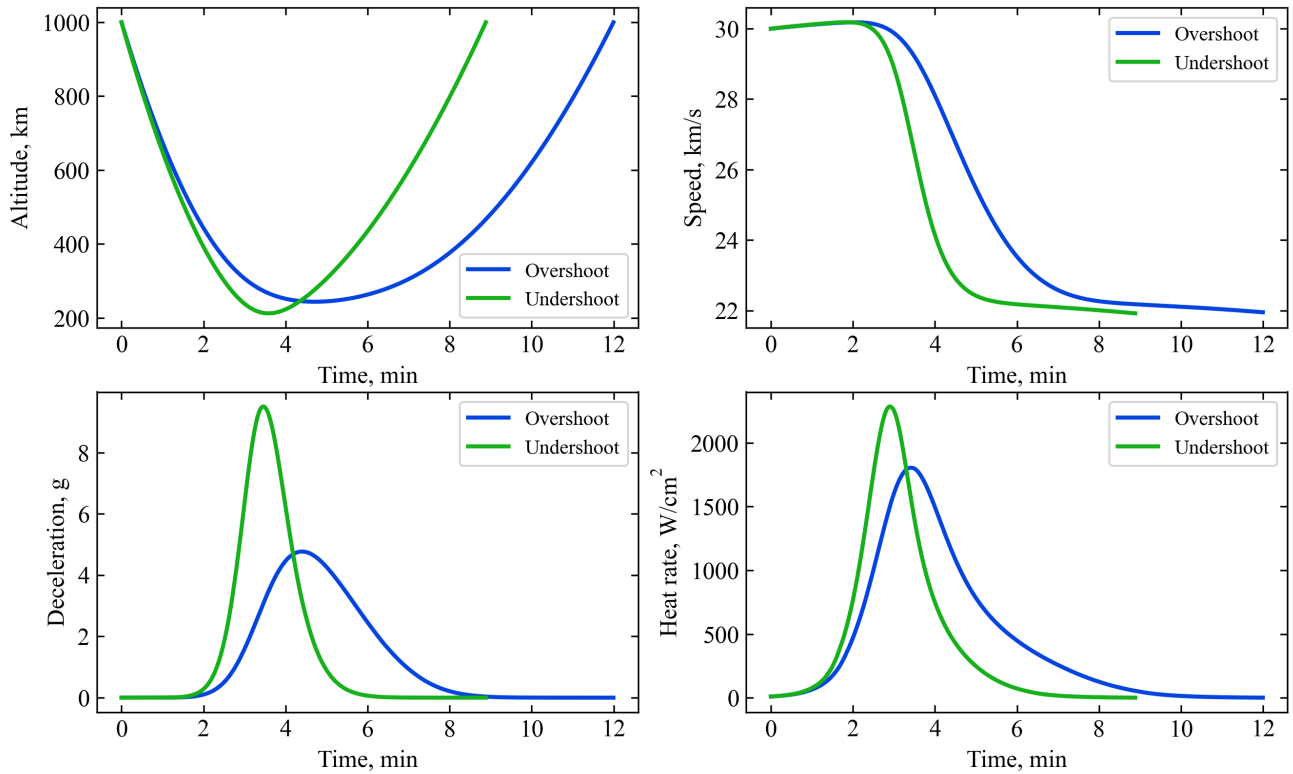 1000
800
600
400
200
Altitude, km
Overshoot
Undershoot
0 2 4 6 8 10 12
Time, min
30
28
26
24
22
Speed, km/s
Overshoot
Undershoot
0 2 4 6 8 10 12
Time, min
8
6
4
2
0
Deceleration, g
Overshoot
Undershoot
0 2 4 6 8 10 12
Time, min
2000
1500
1000
500
0
Heat rate, W/cm²
Overshoot
Undershoot
0 2 4 6 8 10 12
Time, min